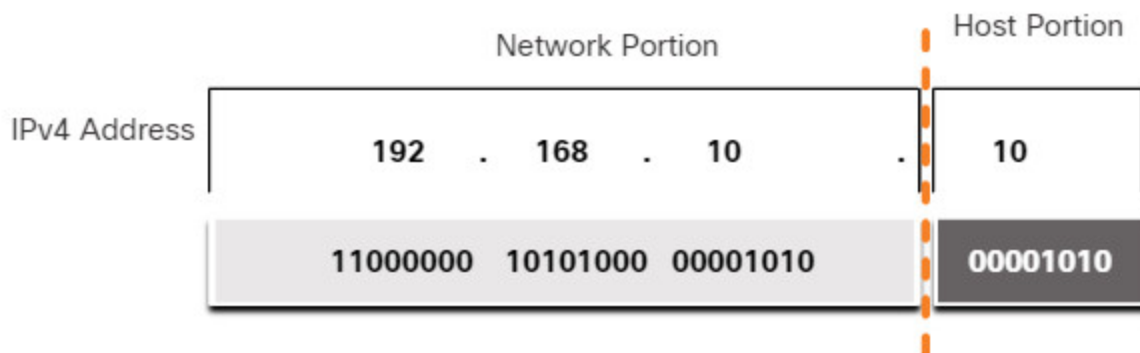 Network Portion
Host Portion
IPv4 Address
192 . 168 . 10 . 10
11000000 10101000 00001010 00001010